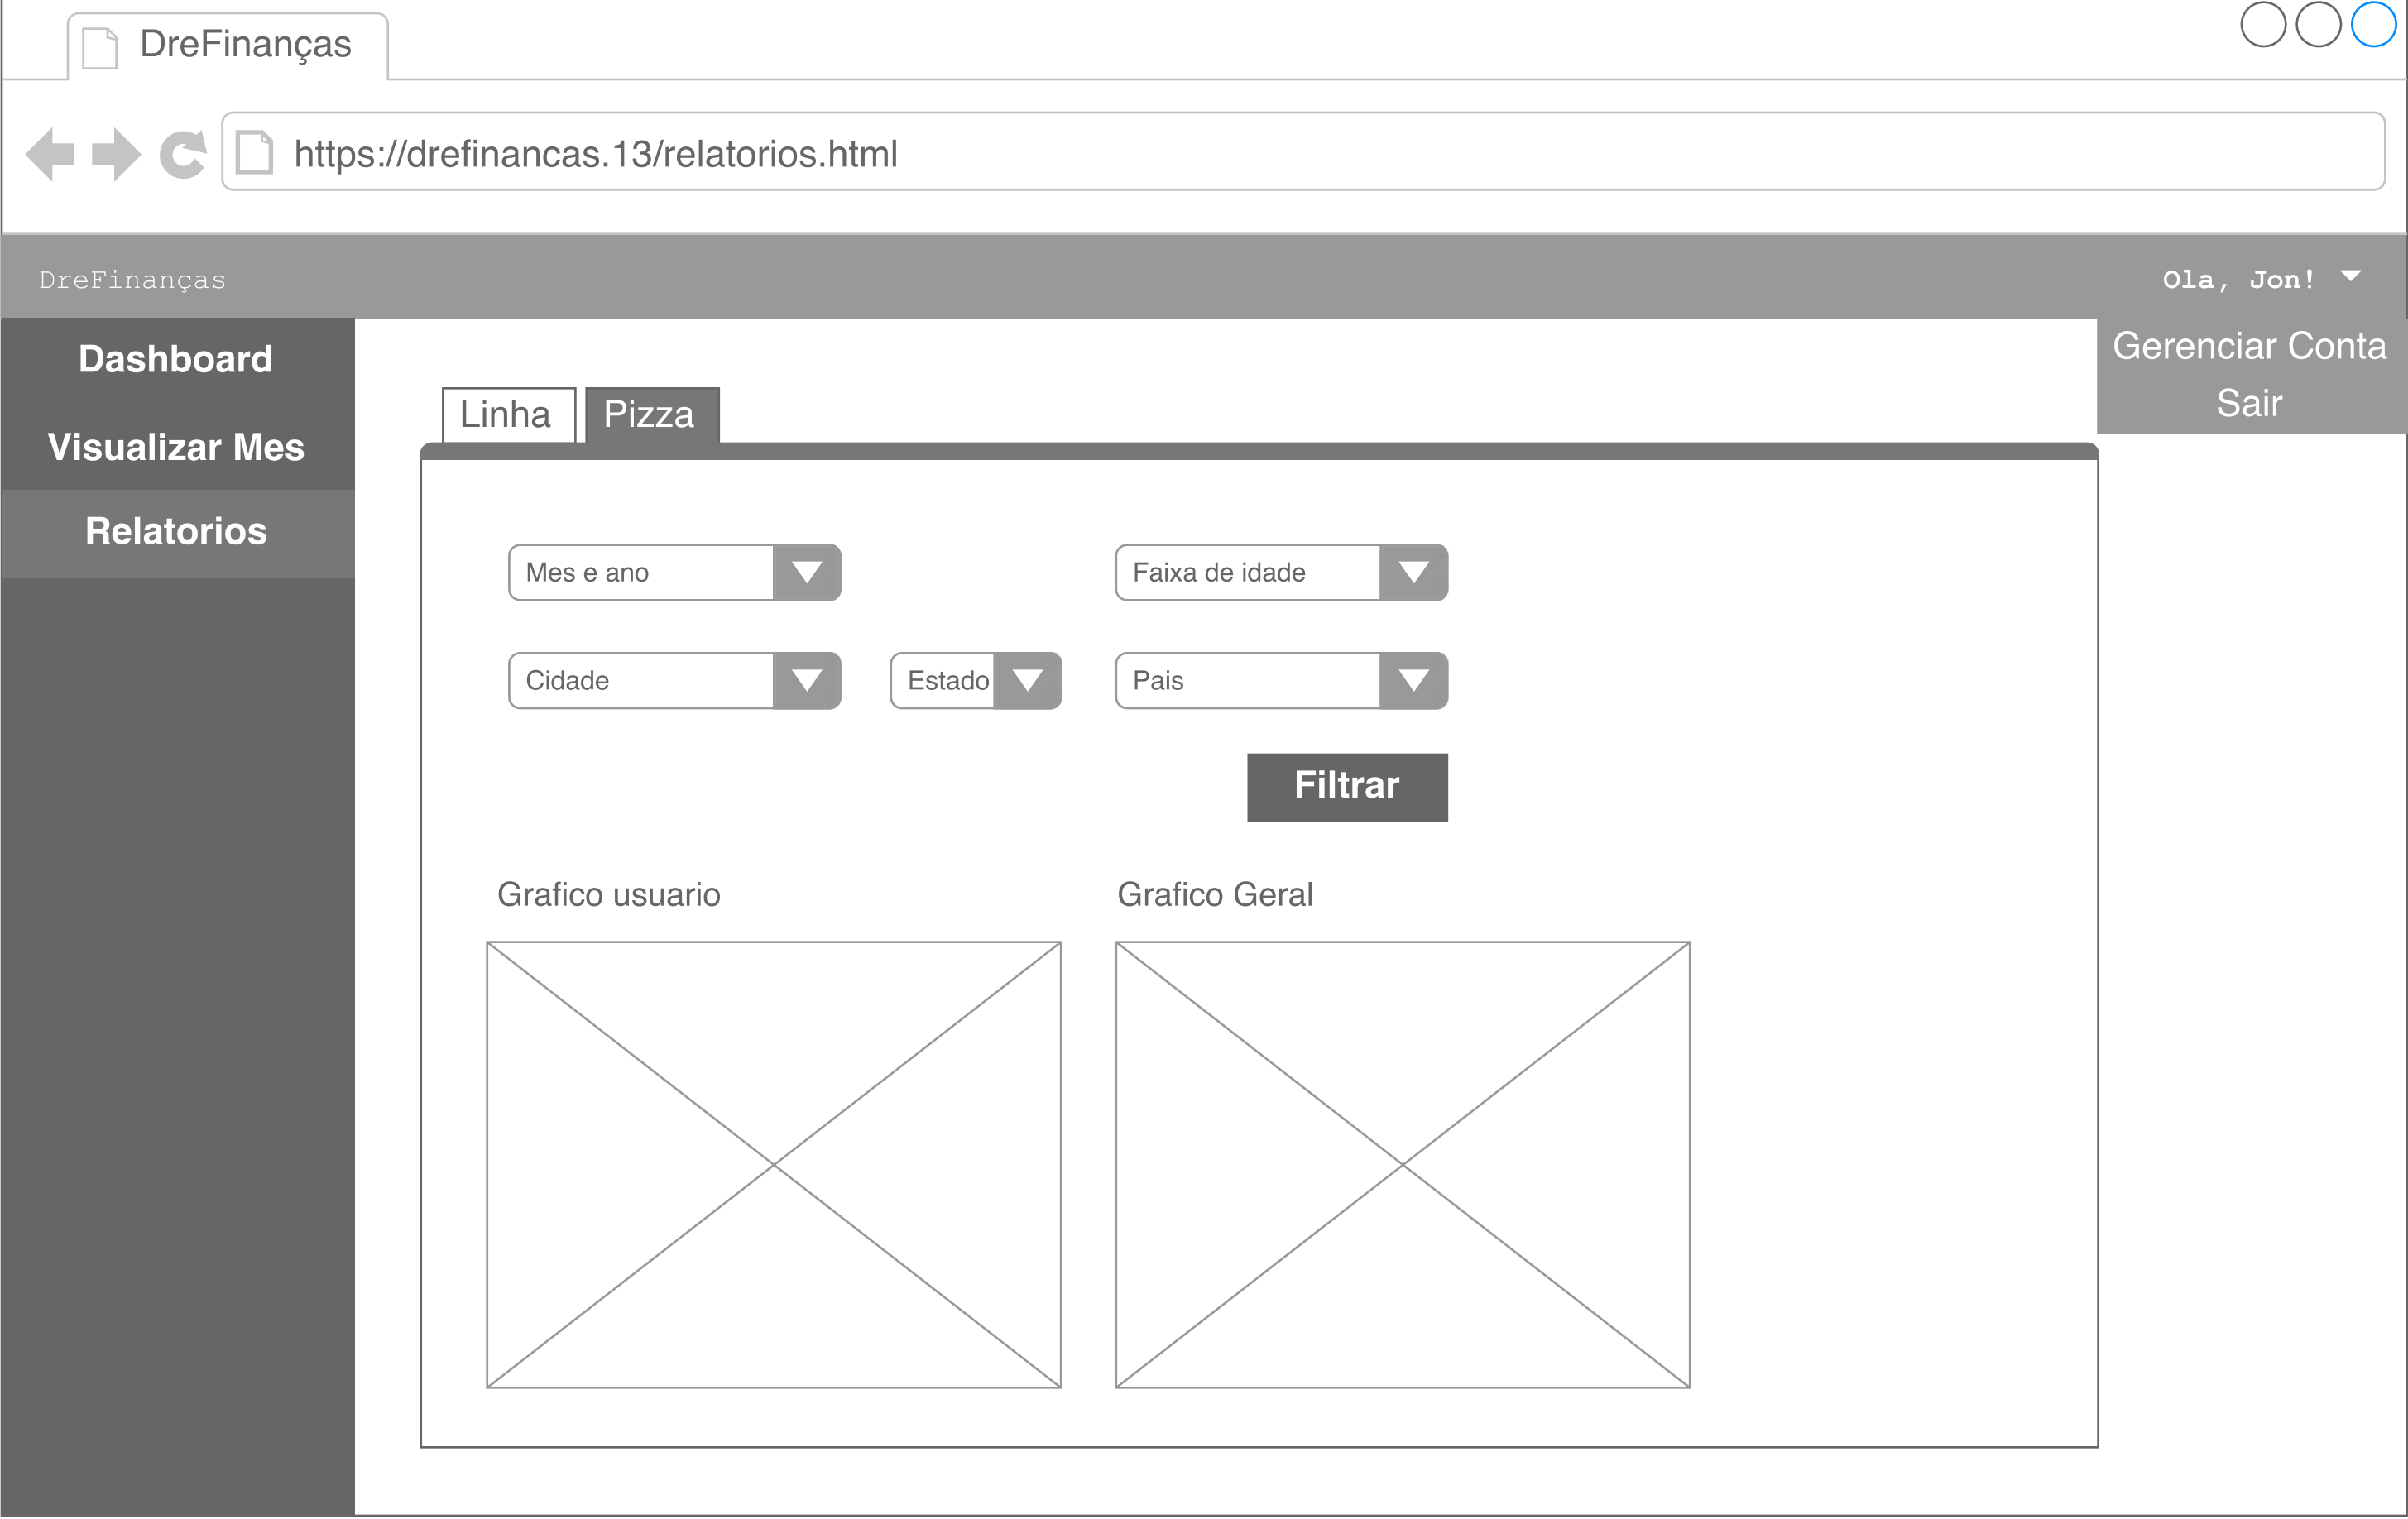 DreFinanças
https://drefinancas.13/relatorios.html
DreFinanças
Ola, Jon!
Gerenciar Conta
Sair
Dashboard
Visualizar Mes
Relatorios
Linha
Pizza
Mes e ano
Faixa de idade
Cidade
Estado
Pais
Filtrar
Grafico usuario
Grafico Geral